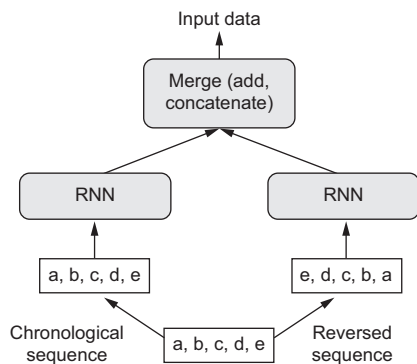 Input data
Merge (add,
concatenate)
RNN
RNN
a, b, c, d, e
e, d, c, b, a
Chronological
sequence
a, b, c, d, e
Reversed
sequence